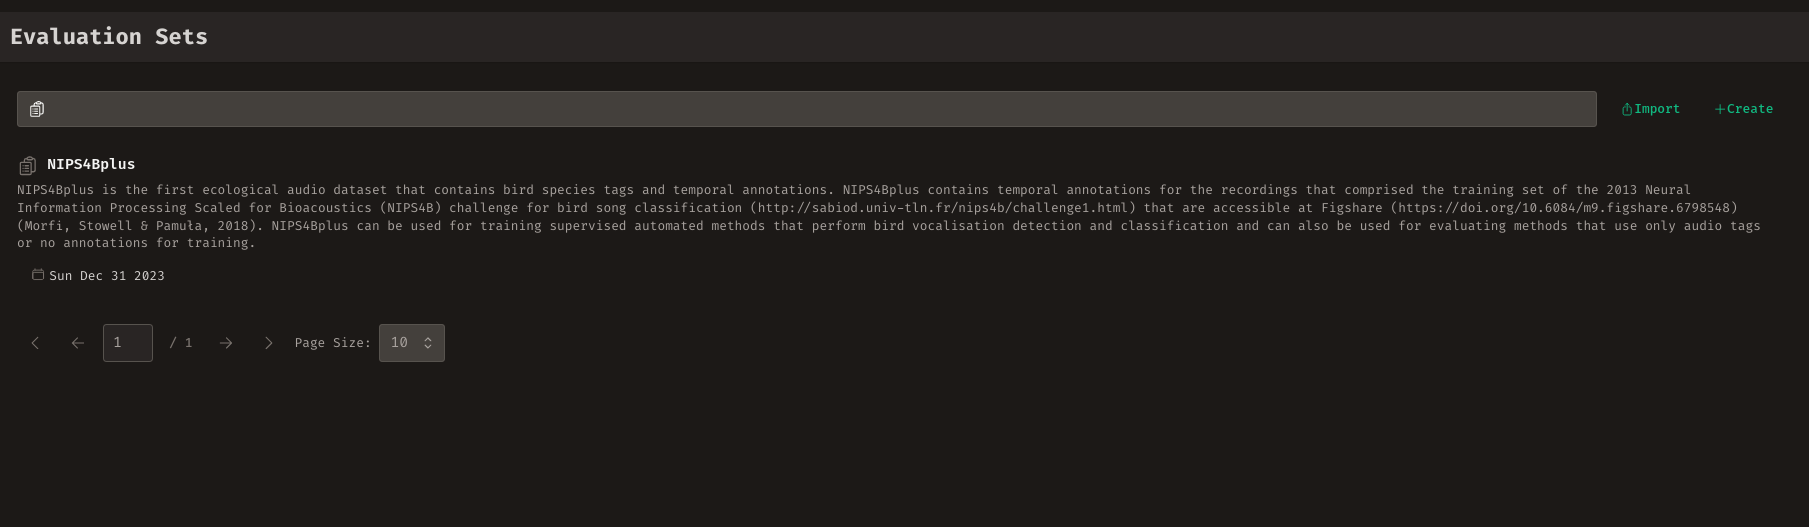 Evaluation Sets
Import
Create
NIPS4Bplus
NIPS4Bplus is the first ecological audio dataset that contains bird species tags and temporal annotations. NIPS4Bplus contains temporal annotations for the recordings that comprised the training set of the 2013 Neural
Information Processing Scaled for Bioacoustics (NIPS4B) challenge for bird song classification (http://sabiod.univ-tln.fr/nips4b/challenge1.html) that are accessible at Figshare (https://doi.org/10.6084/m9.figshare.6798548)
(Morfi, Stowell & Pamuła, 2018). NIPS4Bplus can be used for training supervised automated methods that perform bird vocalisation detection and classification and can also be used for evaluating methods that use only audio tags
or no annotations for training.
Sun Dec 31 2023
1 / 1 Page Size: 10